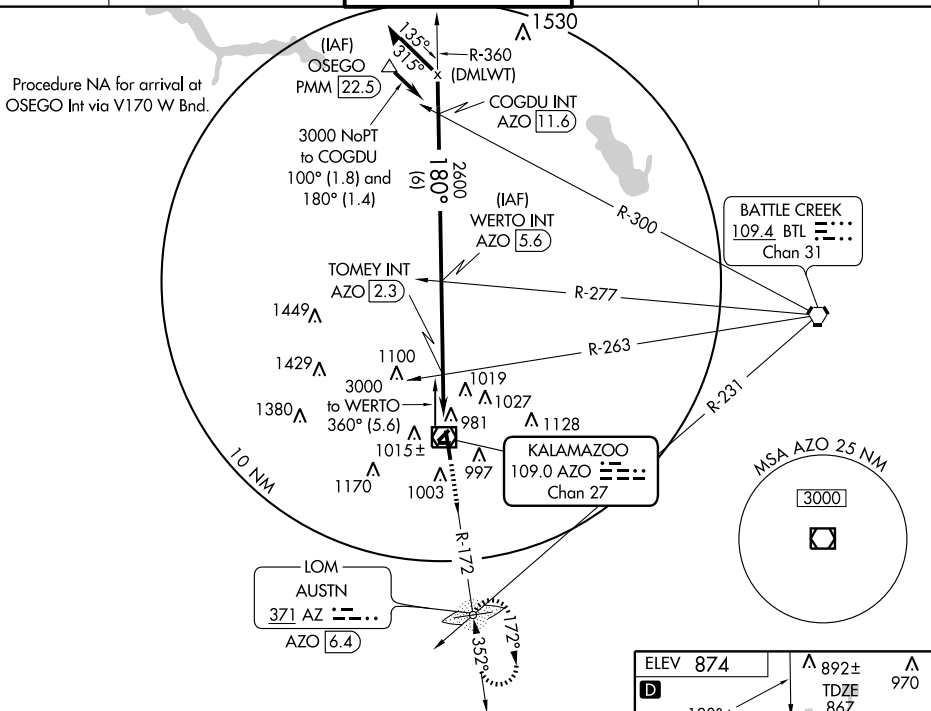 1530
135°
315°
R-360
(DMLWT)
(IAF)
OSEGO
PMM 22.5
Procedure NA for arrival at
OSEGO Int via V170 W Bnd.
COGDU INT
AZO 11.6
3000 NoPT
to COGDU
100° (1.8) and
180° (1.4)
2600
180°
(6)
(IAF)
WERTO INT
AZO 5.6
R-300
BATTLE CREEK
109.4 BTL
Chan 31
TOMEY INT
AZO 2.3
R-277
1449
R-263
1429
1100
1019
3000
to WERTO
360° (5.6)
1027
R-231
1380
981
1128
1015±
997
KALAMAZOO
109.0 AZO
Chan 27
10 NM
1170
1003
MSA AZO 25 NM
3000
R-172
LOM
AUSTN
371 AZ
AZO 6.4
172°
352°
ELEV 874
D
892±
970
TDZE
867